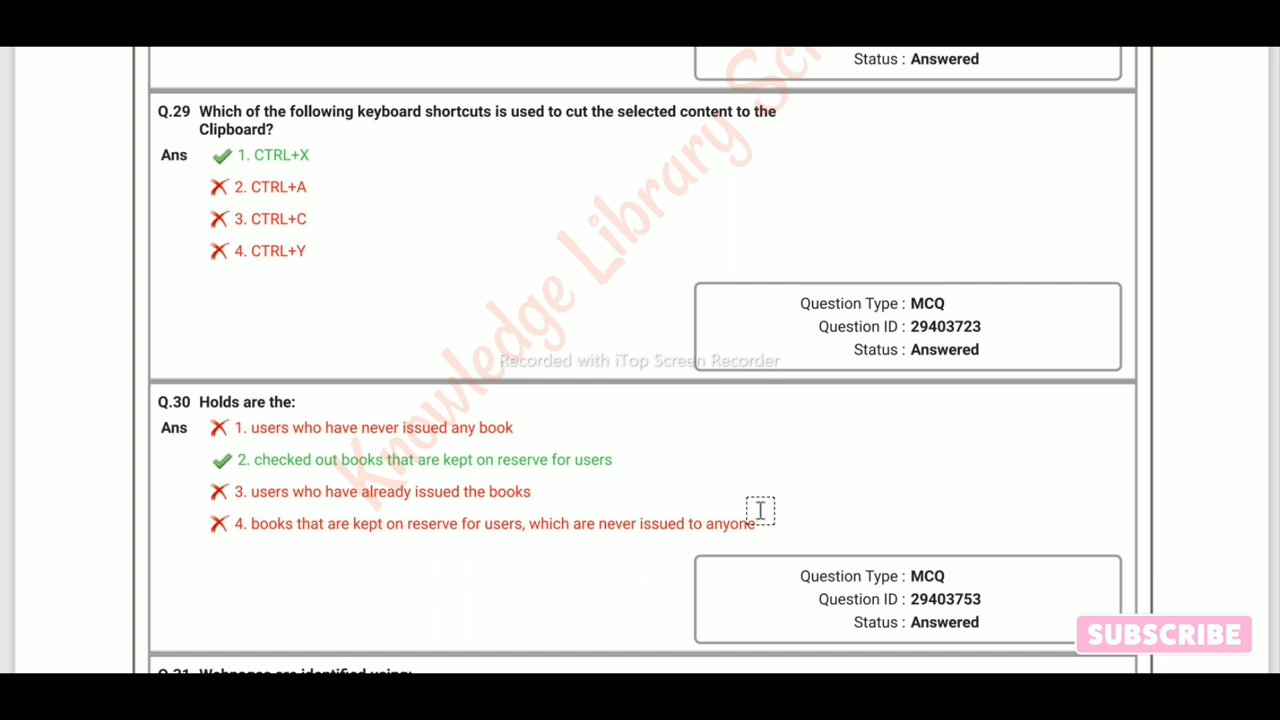 Status : Answered
Q.29 Which of the following keyboard shortcuts is used to cut the selected content to the
Clipboard?
Ans 1. CTRL+X
2. CTRL+A
3. CTRL+C
4. CTRL+Y
Question Type : MCQ
Question ID : 29403723
Status : Answered
Recorded with iTop Screen Recorder
Knowledge Library
Q.30 Holds are the:
Ans 1. users who have never issued any book
2. checked out books that are kept on reserve for users
3. users who have already issued the books
4. books that are kept on reserve for users, which are never issued to anyone
Question Type : MCQ
Question ID : 29403753
Status : Answered
SUBSCRIBE
Q.31 Webpages are identified using: